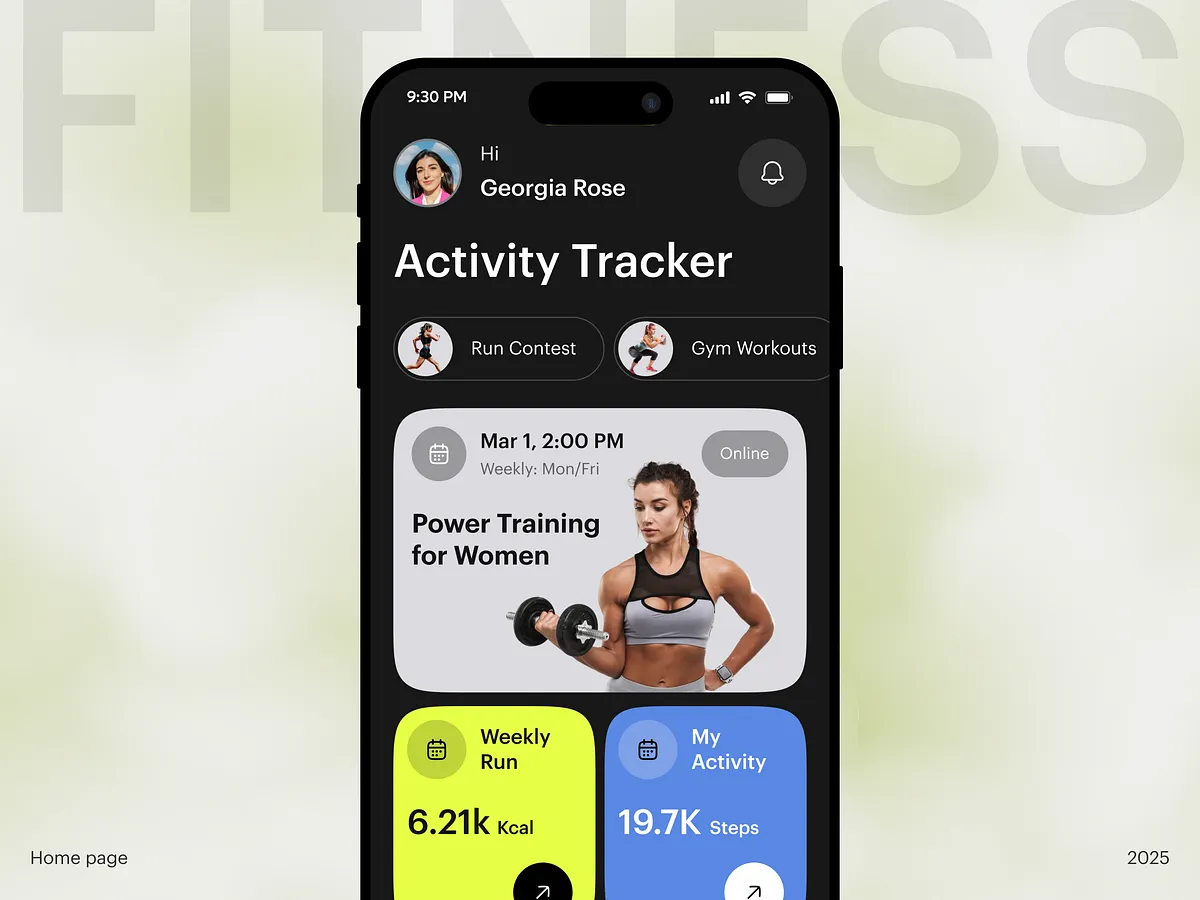 FITNESS
9:30 PM
Hi
Georgia Rose
Activity Tracker
Run Contest
Gym Workouts
Mar 1, 2:00 PM
Weekly: Mon/Fri
Online
Power Training
for Women
Weekly
Run
6.21k Kcal
My
Activity
19.7K Steps
Home page
2025